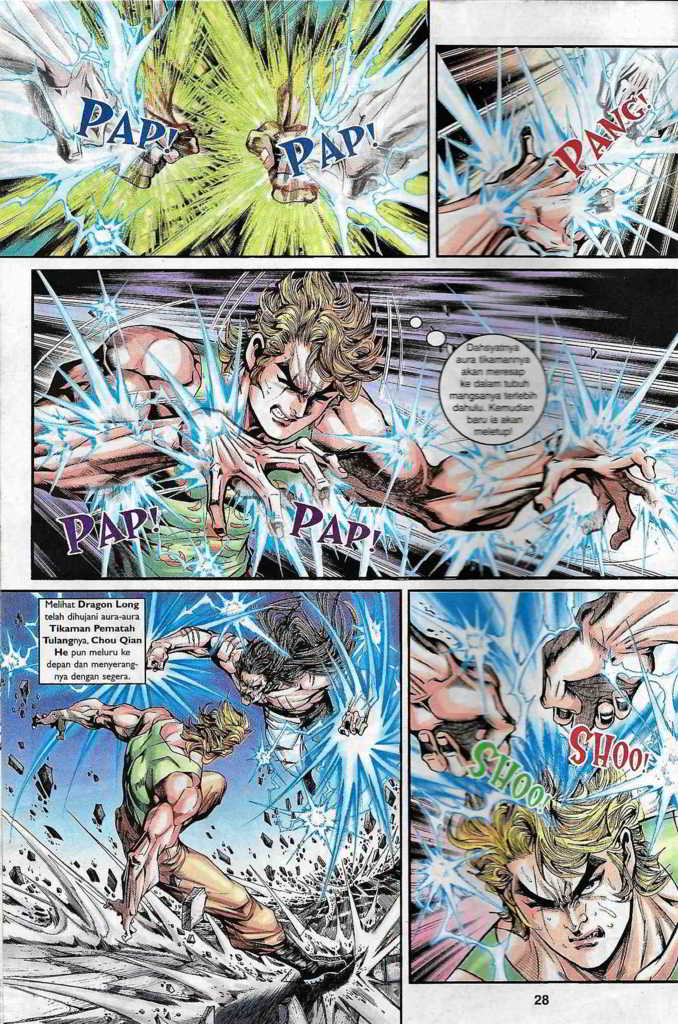 PAP!
PAP!
PANG!
Dahsyatnya
aura tikamannya
akan meresap
ke dalam tubuh
mangsanya terlebih
dahulu. Kemudian
baru ia akan
meletup!
PAP!
PAP!
Melihat Dragon Long
telah dihujani aura-aura
Tikaman Pematah
Tulangnya, Chou Qian
He pun meluru ke
depan dan menyerang-
nya dengan segera.
SHOO!
SHOO!
28